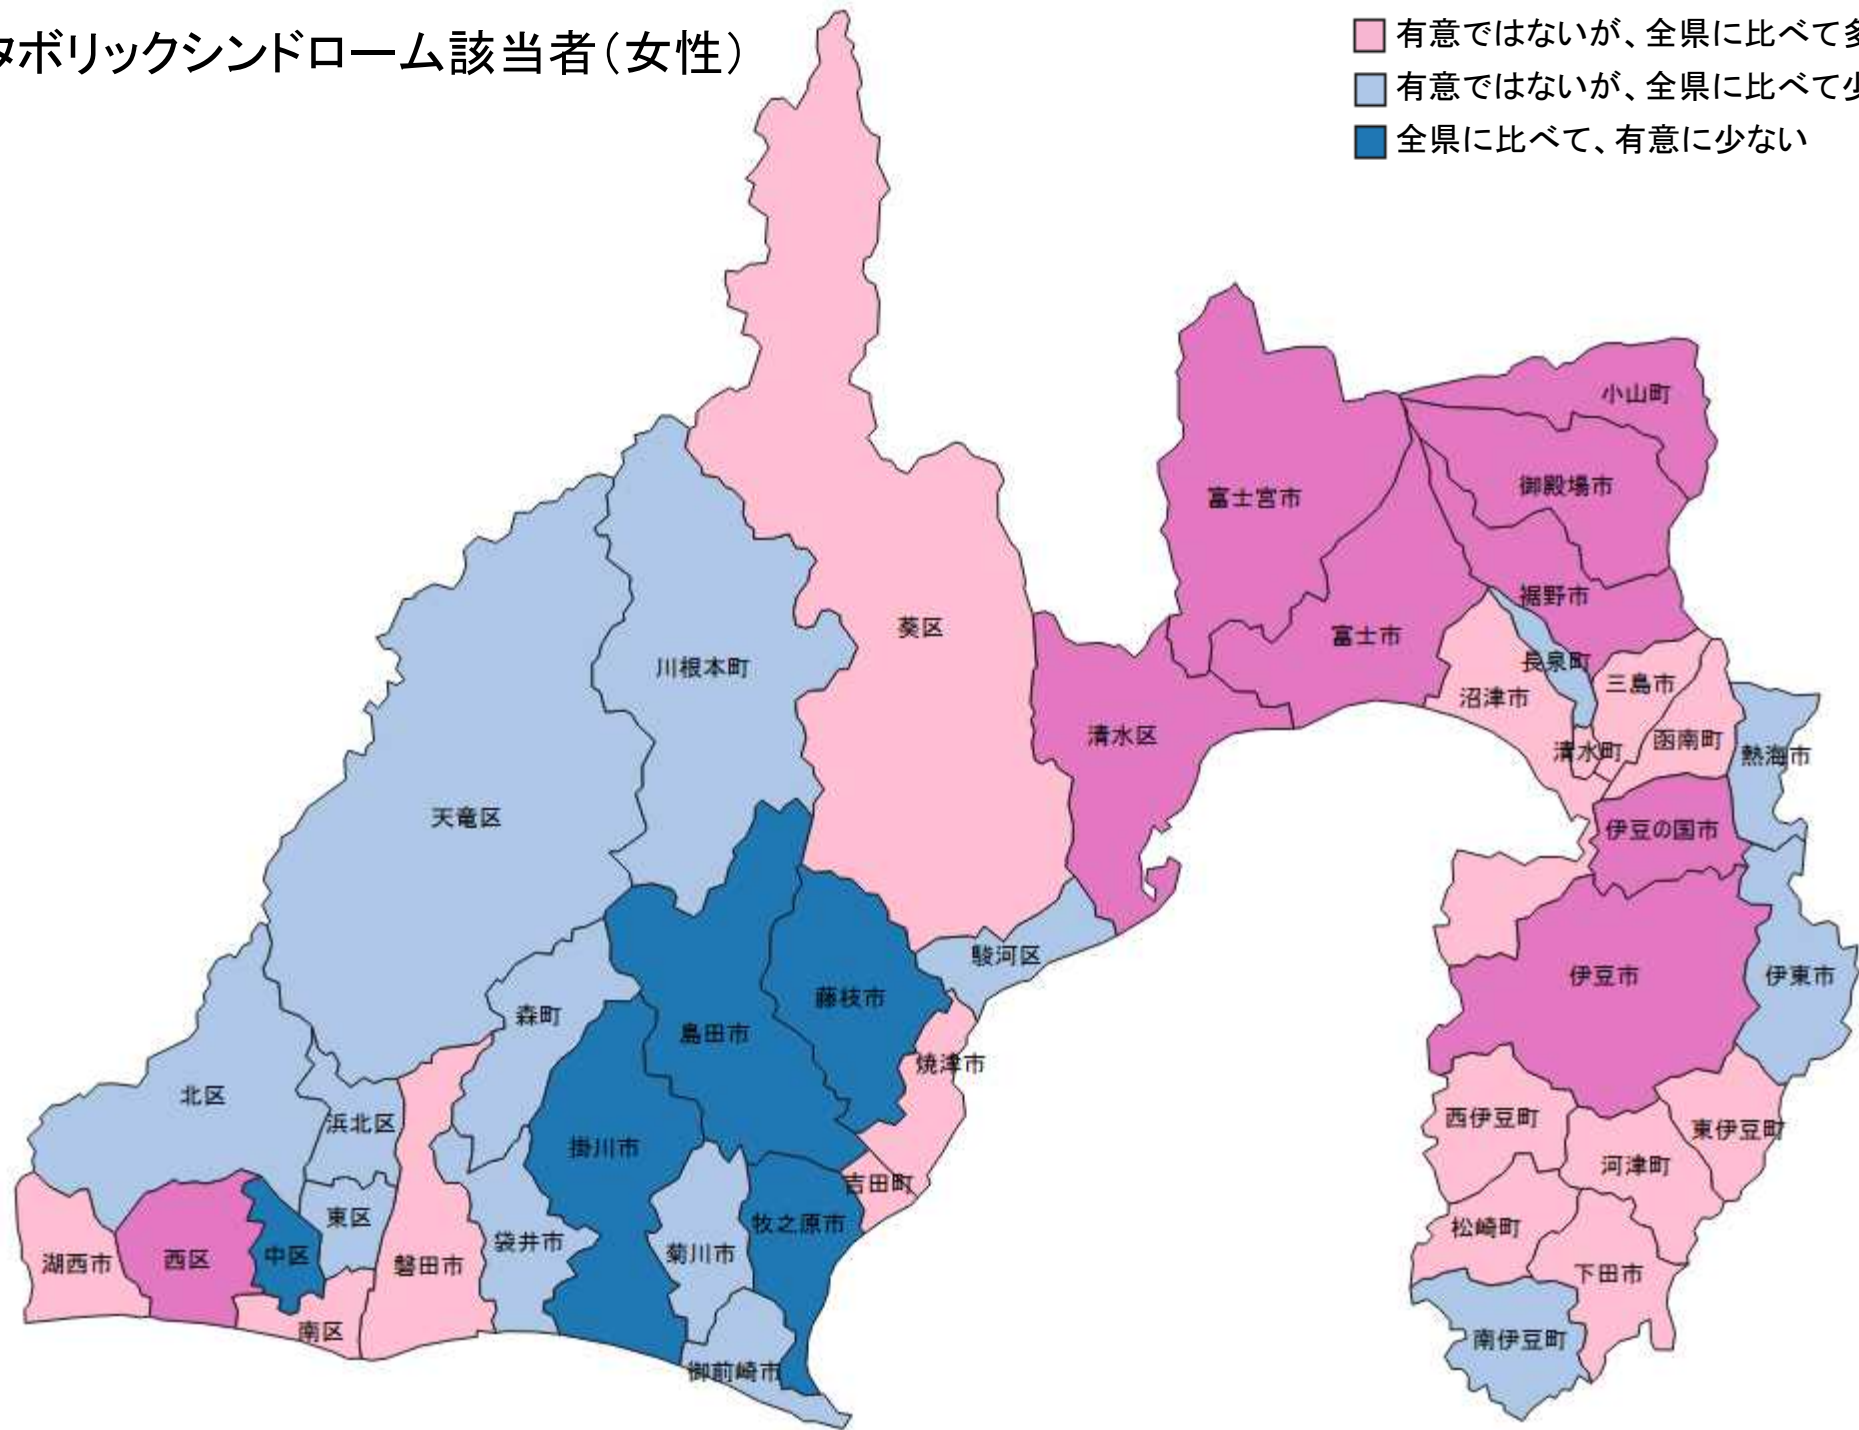 タボリックシンドローム該当者(女性)
有意ではないが、全県に比べて多
有意ではないが、全県に比べて少
全県に比べて、有意に少ない
小山町
御殿場市
富士宮市
裾野市
富士市
葵区
長泉町
三島市
川根本町
沼津市
清水区
函南町
清水町
熱海市
天竜区
伊豆の国市
駿河区
伊豆市
伊東市
藤枝市
森町
島田市
焼津市
北区
浜北区
西伊豆町
東伊豆町
掛川市
河津町
吉田町
東区
牧之原市
松崎町
袋井市
菊川市
中区
西区
湖西市
磐田市
下田市
南区
南伊豆町
御前崎市